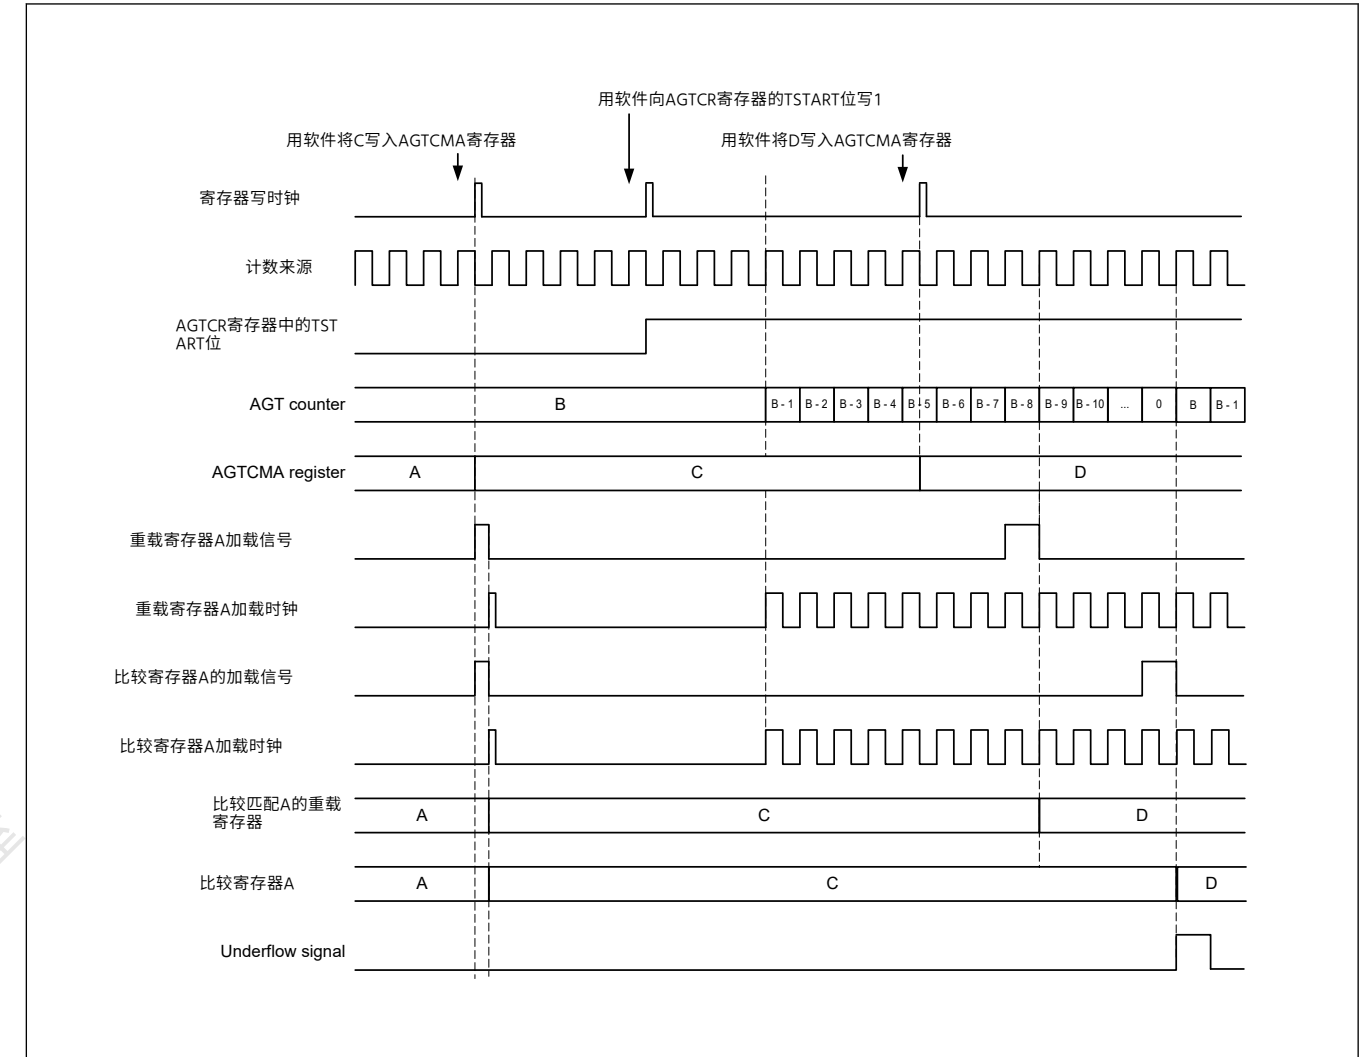 用软件向AGTCR寄存器的TSTART位写1
用软件将C写入AGTCMA寄存器
用软件将D写入AGTCMA寄存器
寄存器写时钟
计数来源
AGTCR寄存器中的TST
ART位
AGT counter
B
B - 1
B - 2
B - 3
B - 4
B - 5
B - 6
B - 7
B - 8
B - 9
B - 10
...
0
B
B - 1
AGTCMA register
A
C
D
重载寄存器A加载信号
重载寄存器A加载时钟
比较寄存器A的加载信号
比较寄存器A加载时钟
比较匹配A的重载
寄存器
A
C
D
比较寄存器A
A
C
D
Underflow signal